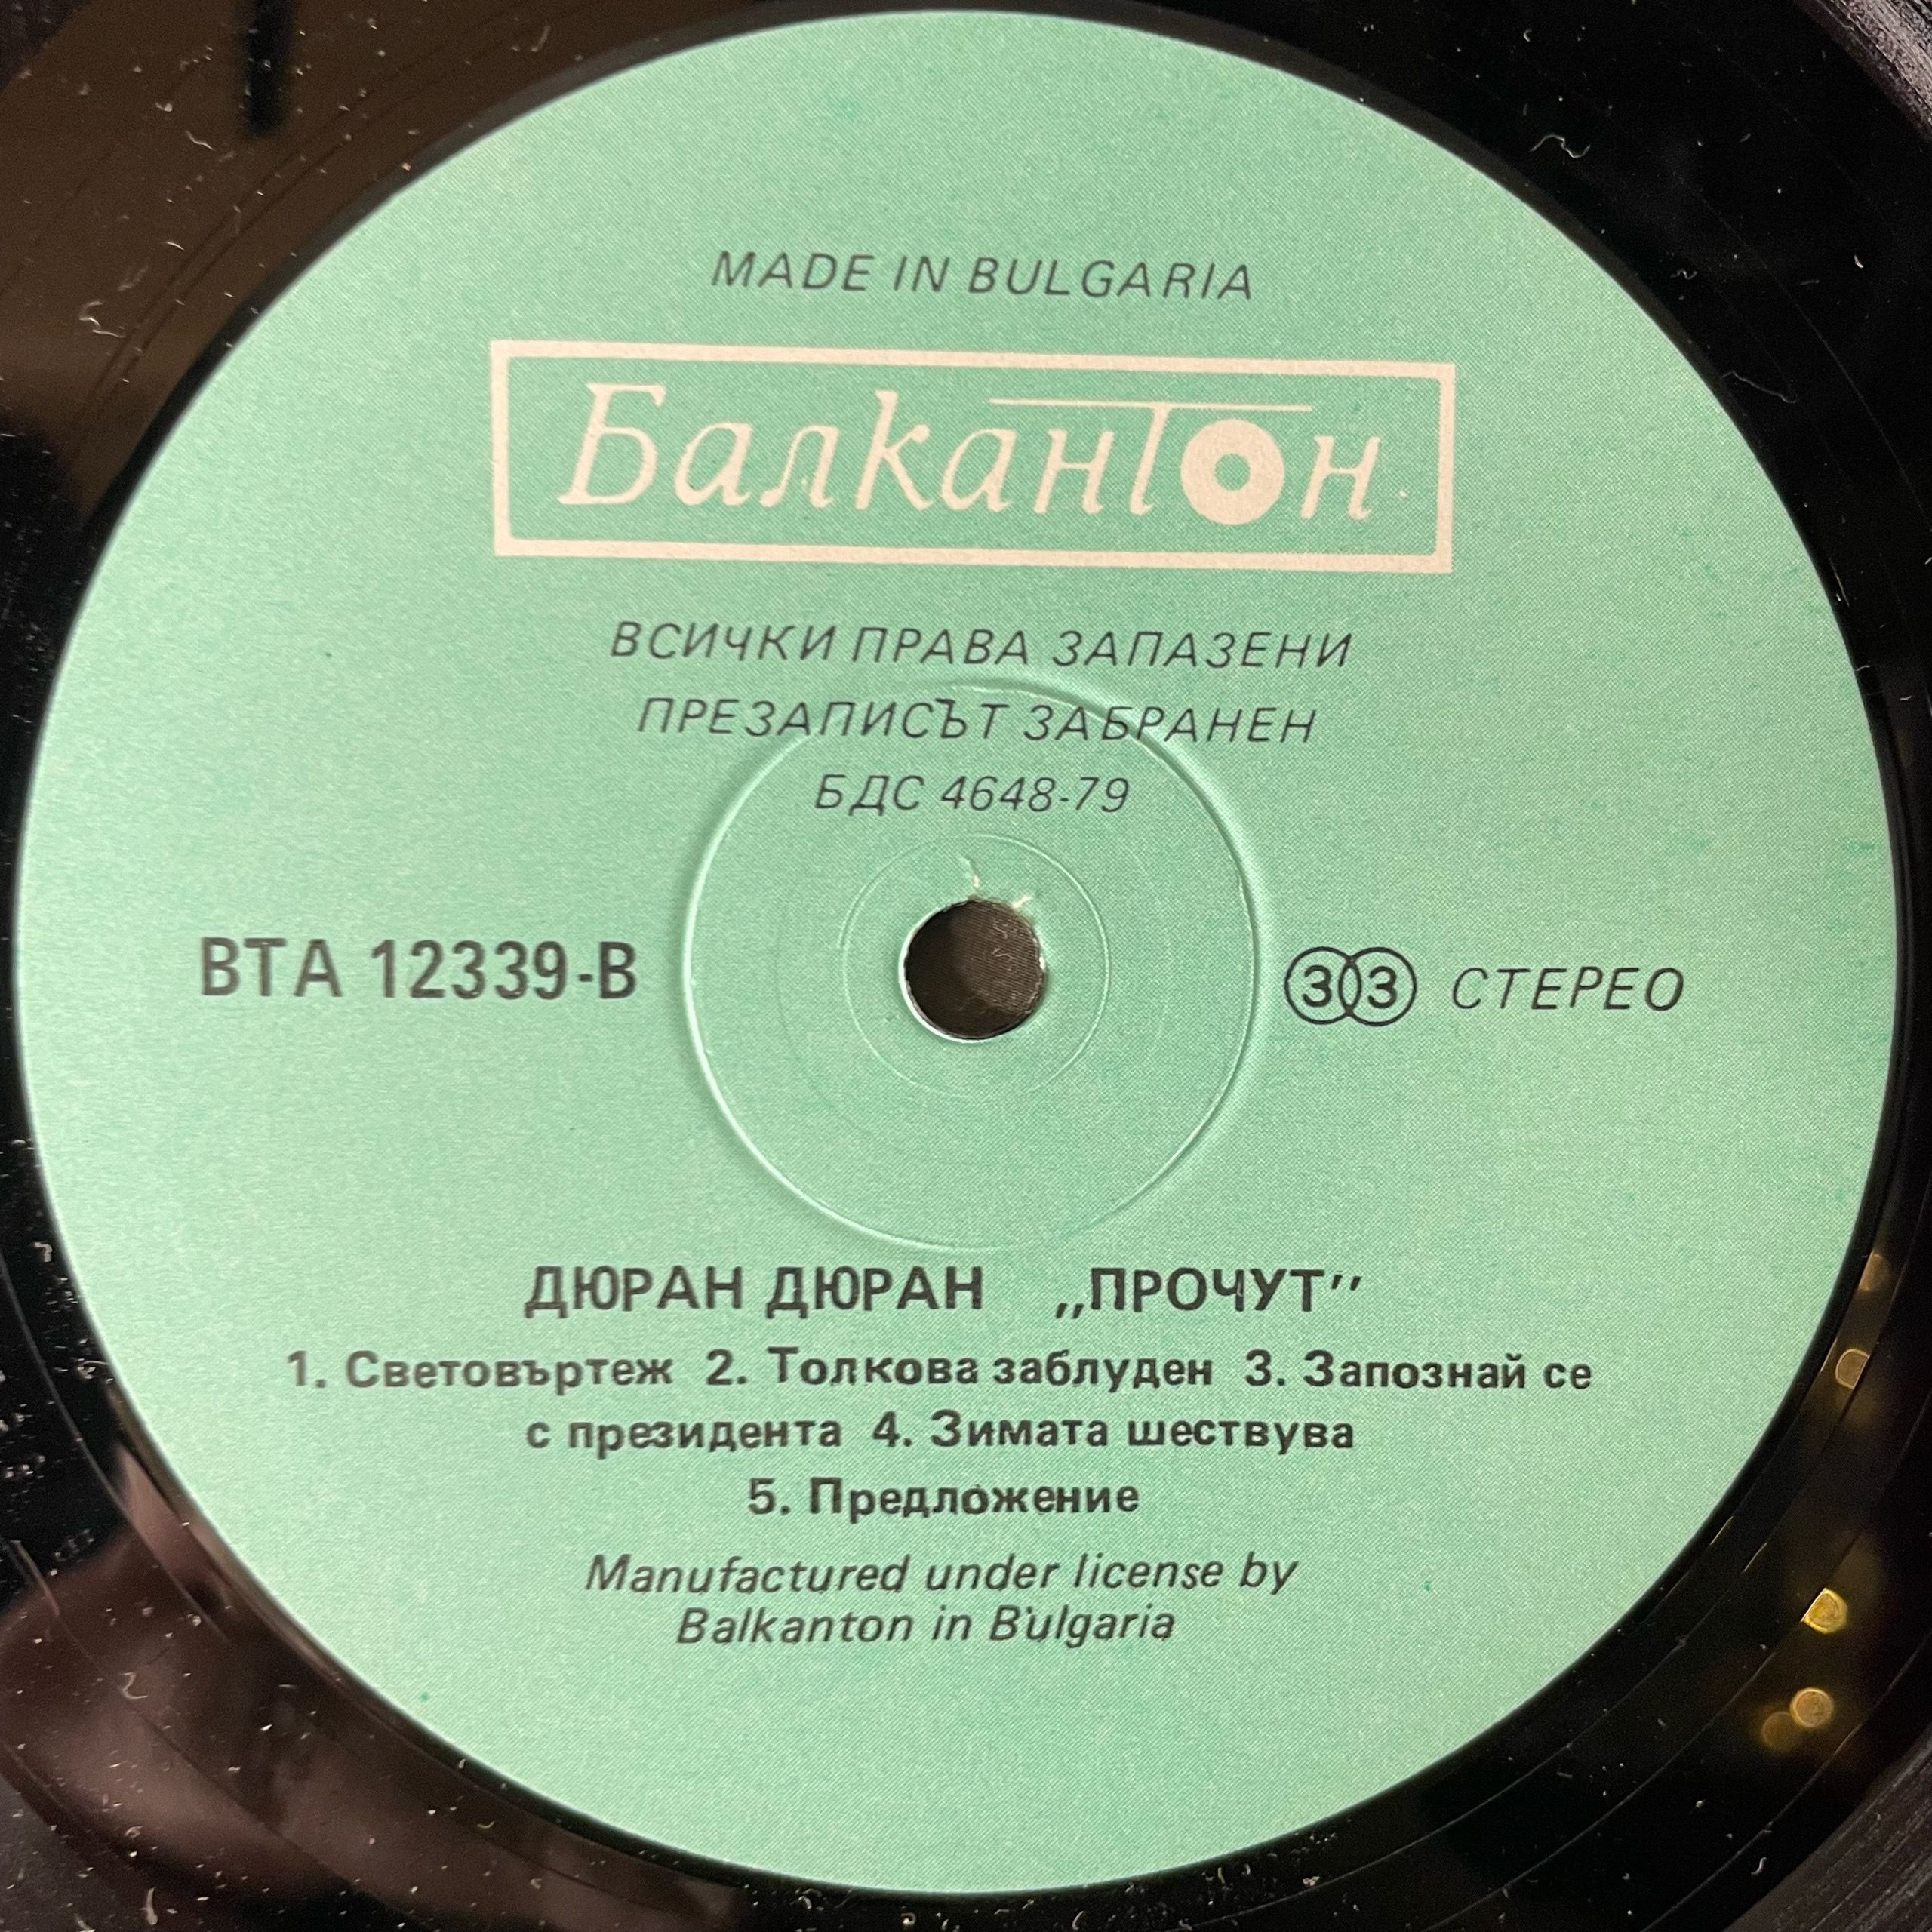 MADE IN BULGARIA
Балкантон
ВСИЧКИ ПРАВА ЗАПАЗЕНИ
ПРЕЗАПИСЪТ ЗАБРАНЕН
БДС 4648-79
ВТА 12339-В
33 СТЕРЕО
ДЮРАН ДЮРАН „ПРОЧУТ”
1. Световъртеж 2. Толкова заблуден 3. Запознай се
с президента 4. Зимата шествува
5. Предложение
Manufactured under license by
Balkanton in Bulgaria